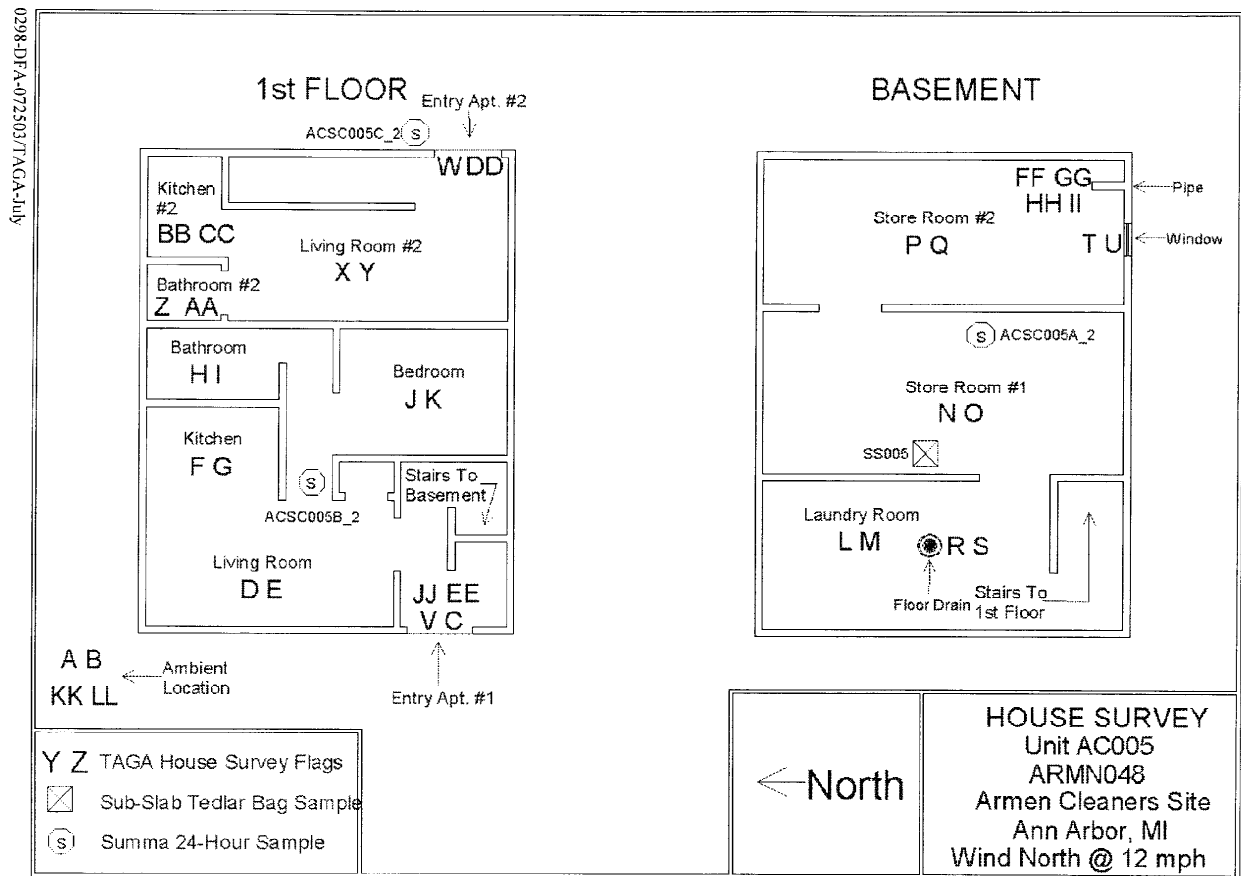 0298-DFA-072503/TAGA-July
1st FLOOR
Entry Apt. #2
ACSC005C_2
S
W DD
Kitchen
#2
BB CC
Living Room #2
X Y
Bathroom #2
Z AA
Bathroom
H I
Bedroom
J K
Kitchen
F G
S
ACSC005B_2
Stairs To
Basement
Living Room
D E
JJ EE
V C
Entry Apt. #1
A B
KK LL
Ambient
Location
BASEMENT
FF GG
HH II
Pipe
Store Room #2
P Q
T U
Window
S
ACSC005A_2
Store Room #1
N O
SS005
Laundry Room
L M
R S
Floor Drain
Stairs To
1st Floor
Y Z TAGA House Survey Flags
Sub-Slab Tedlar Bag Sample
S Summa 24-Hour Sample
North
HOUSE SURVEY
Unit AC005
ARMN048
Armen Cleaners Site
Ann Arbor, MI
Wind North @ 12 mph